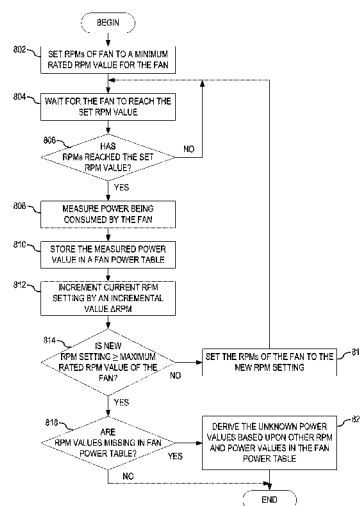 BEGIN
802
SET RPMs OF FAN TO A MINIMUM
RATED RPM VALUE FOR THE FAN
804
WAIT FOR THE FAN TO REACH THE
SET RPM VALUE
806
HAS
RPMs REACHED THE SET
RPM VALUE?
NO
YES
808
MEASURE POWER BEING
CONSUMED BY THE FAN
810
STORE THE MEASURED POWER
VALUE IN A FAN POWER TABLE
812
INCREMENT CURRENT RPM
SETTING BY AN INCREMENTAL
VALUE ΔRPM
814
IS NEW
RPM SETTING ≥ MAXIMUM
RATED RPM VALUE OF THE
FAN?
NO
81
SET THE RPMs OF THE FAN TO THE
NEW RPM SETTING
YES
818
ARE
RPM VALUES MISSING IN FAN
POWER TABLE?
YES
82
DERIVE THE UNKNOWN POWER
VALUES BASED UPON OTHER RPM
AND POWER VALUES IN THE FAN
POWER TABLE
NO
END